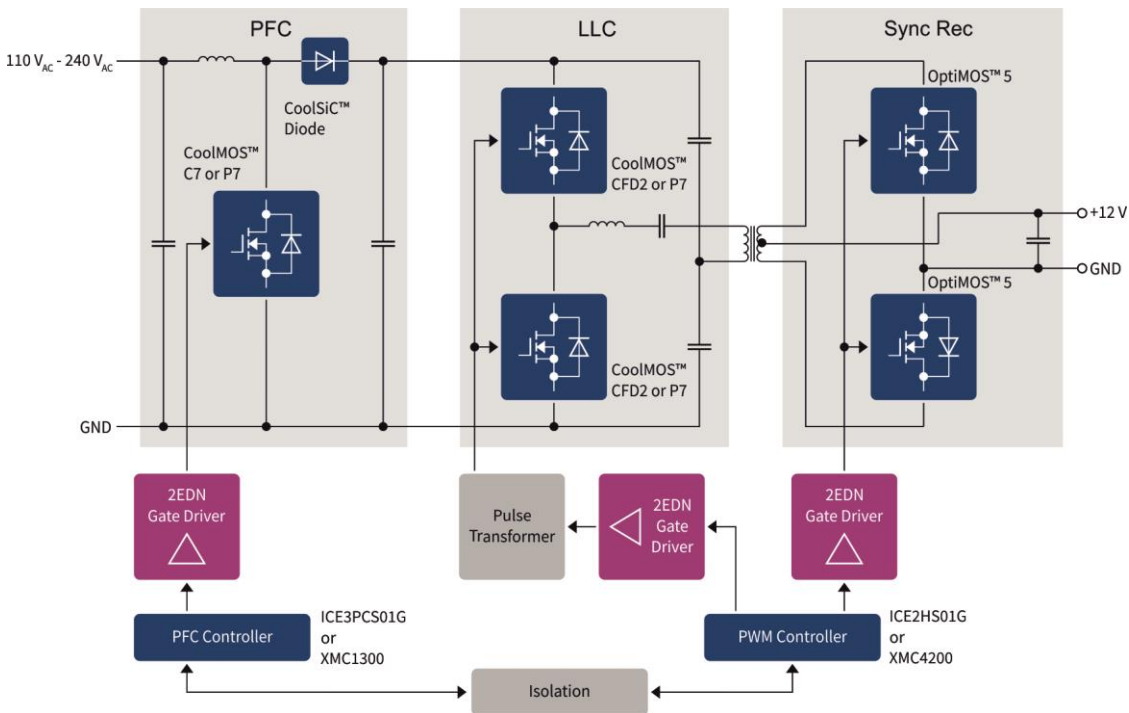 PFC
LLC
Sync Rec
110 V_AC - 240 V_AC
CoolSiC™
Diode
CoolMOS™
C7 or P7
GND
CoolMOS™
CFD2 or P7
CoolMOS™
CFD2 or P7
OptiMOS™ 5
+12 V
GND
OptiMOS™ 5
2EDN
Gate Driver
Pulse
Transformer
2EDN
Gate
Driver
2EDN
Gate Driver
PFC Controller
ICE3PCS01G
or
XMC1300
PWM Controller
ICE2HS01G
or
XMC4200
Isolation